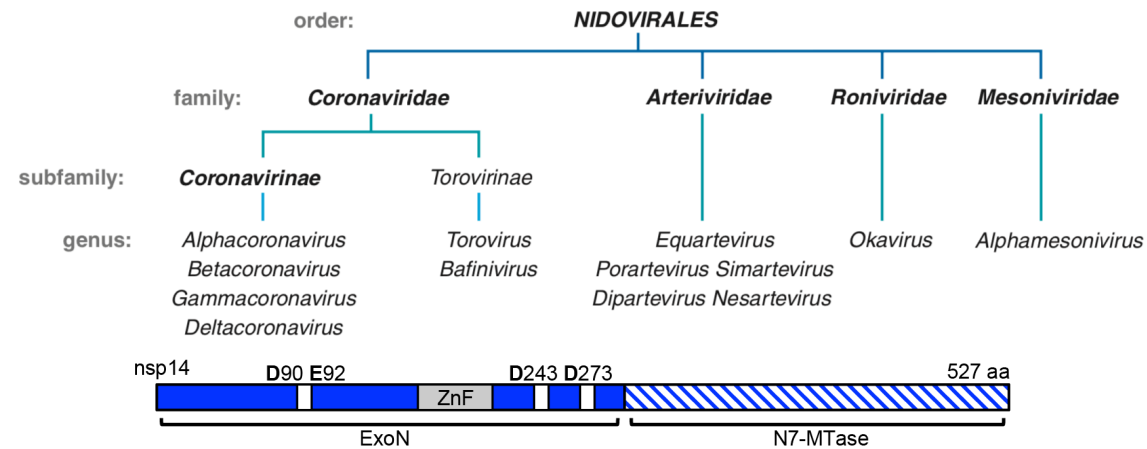 order: NIDOVIRALES
family: Coronaviridae Arteriviridae Roniviridae Mesoniviridae
subfamily: Coronavirinae Torovirinae
genus: Alphacoronavirus Torovirus Equartevirus Okavirus Alphamesonivirus
Betacoronavirus Bafinivirus Porartevirus Simartevirus
Gammacoronavirus Dipartevirus Nesartevirus
Deltacoronavirus
nsp14 D90 E92 D243 D273 527 aa
ZnF
ExoN N7-MTase